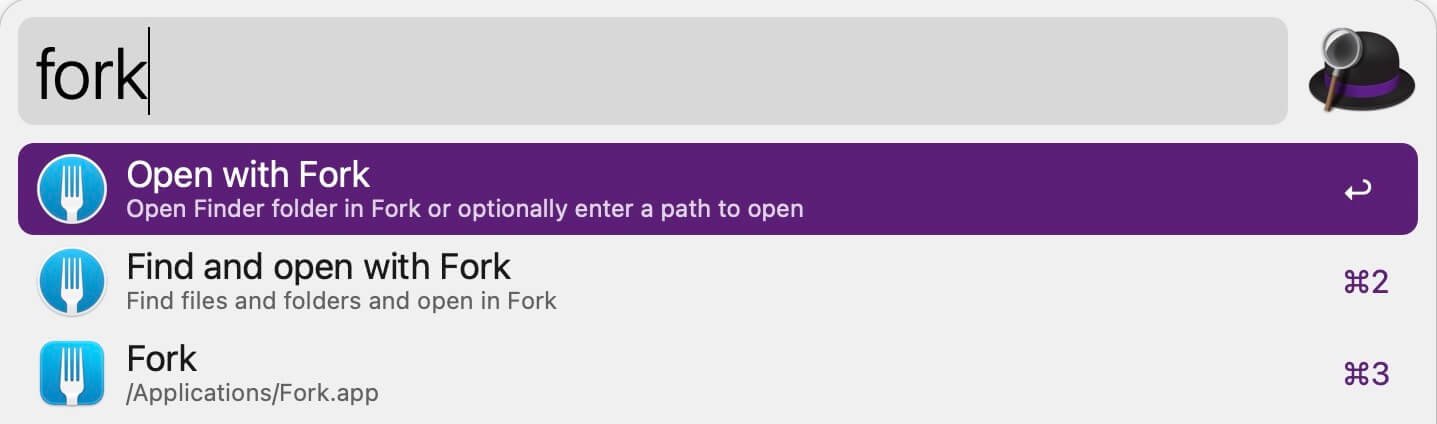 fork
Open with Fork
Open Finder folder in Fork or optionally enter a path to open
↩
Find and open with Fork
Find files and folders and open in Fork
⌘2
Fork
/Applications/Fork.app
⌘3